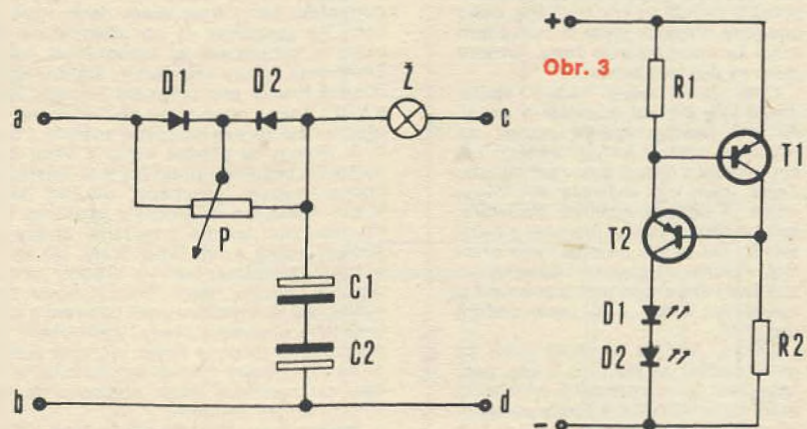 D1 D2 Ž
a c
P
C1
C2
b d
+
Obr. 3
R1
T1
T2
D1
D2
R2
-